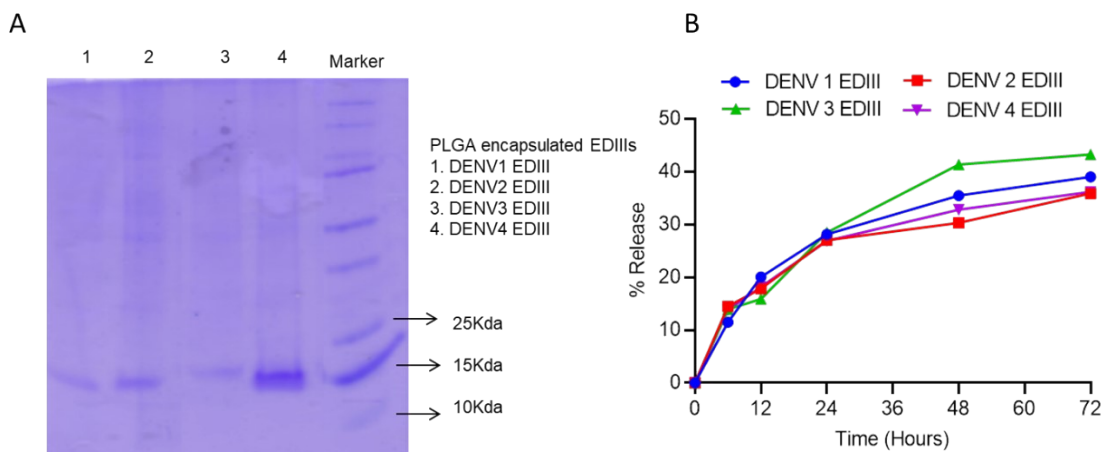 A
1 2 3 4 Marker
PLGA encapsulated EDIIIs
1. DENV1 EDIII
2. DENV2 EDIII
3. DENV3 EDIII
4. DENV4 EDIII
25Kda
15Kda
10Kda
B
DENV 1 EDIII DENV 2 EDIII
DENV 3 EDIII DENV 4 EDIII
% Release
50
40
30
20
10
0
0 12 24 36 48 60 72
Time (Hours)